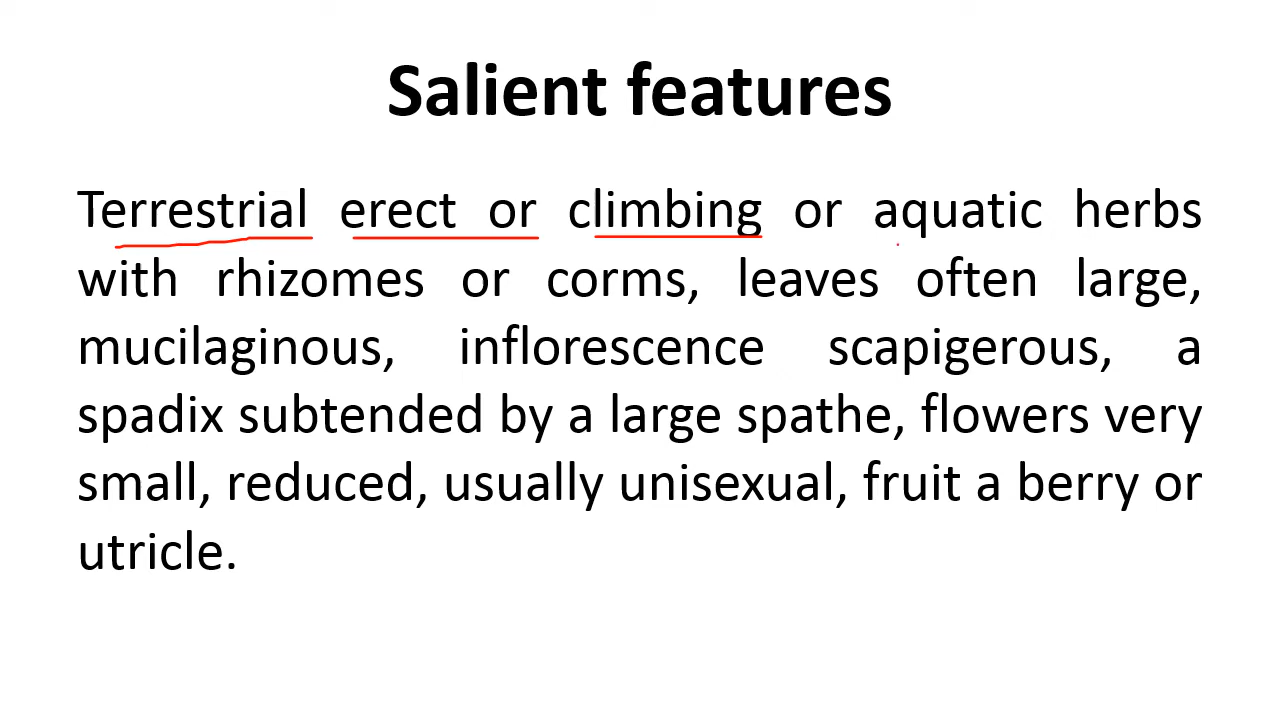 Salient features
Terrestrial erect or climbing or aquatic herbs
with rhizomes or corms, leaves often large,
mucilaginous, inflorescence scapigerous, a
spadix subtended by a large spathe, flowers very
small, reduced, usually unisexual, fruit a berry or
utricle.